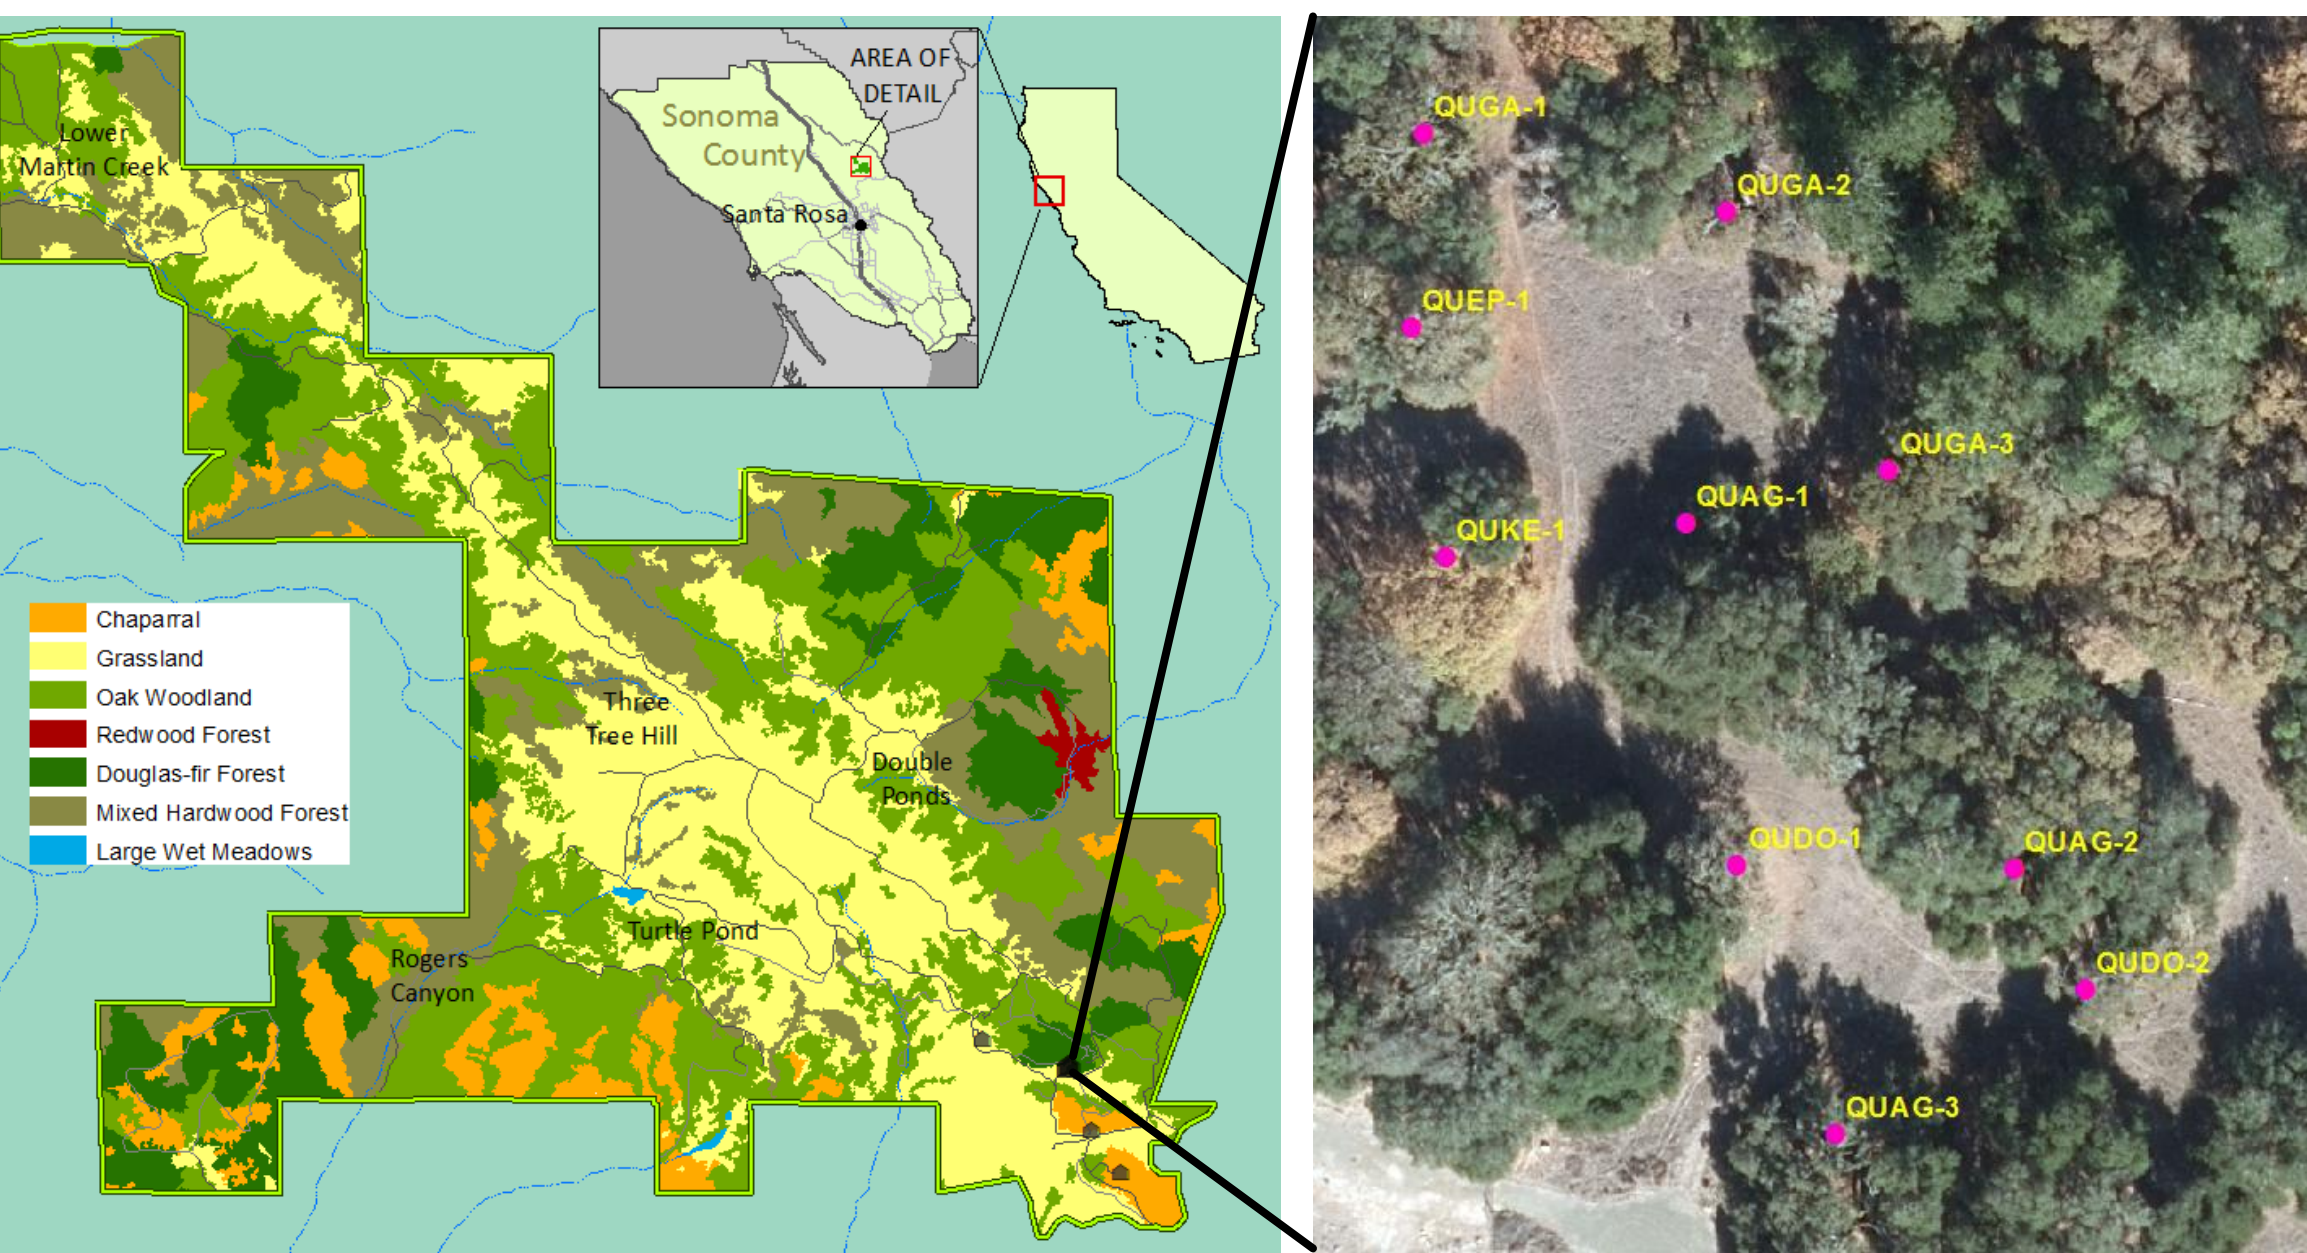 Lower
Martin Creek
AREA OF
DETAIL
Sonoma
County
Santa Rosa
Chaparral
Grassland
Oak Woodland
Redwood Forest
Douglas-fir Forest
Mixed Hardwood Forest
Large Wet Meadows
Three
Tree Hill
Double
Ponds
Turtle Pond
Rogers
Canyon
QUGA-1
QUGA-2
QUEP-1
QUGA-3
QUAG-1
QUKE-1
QUDO-1
QUAG-2
QUDO-2
QUAG-3